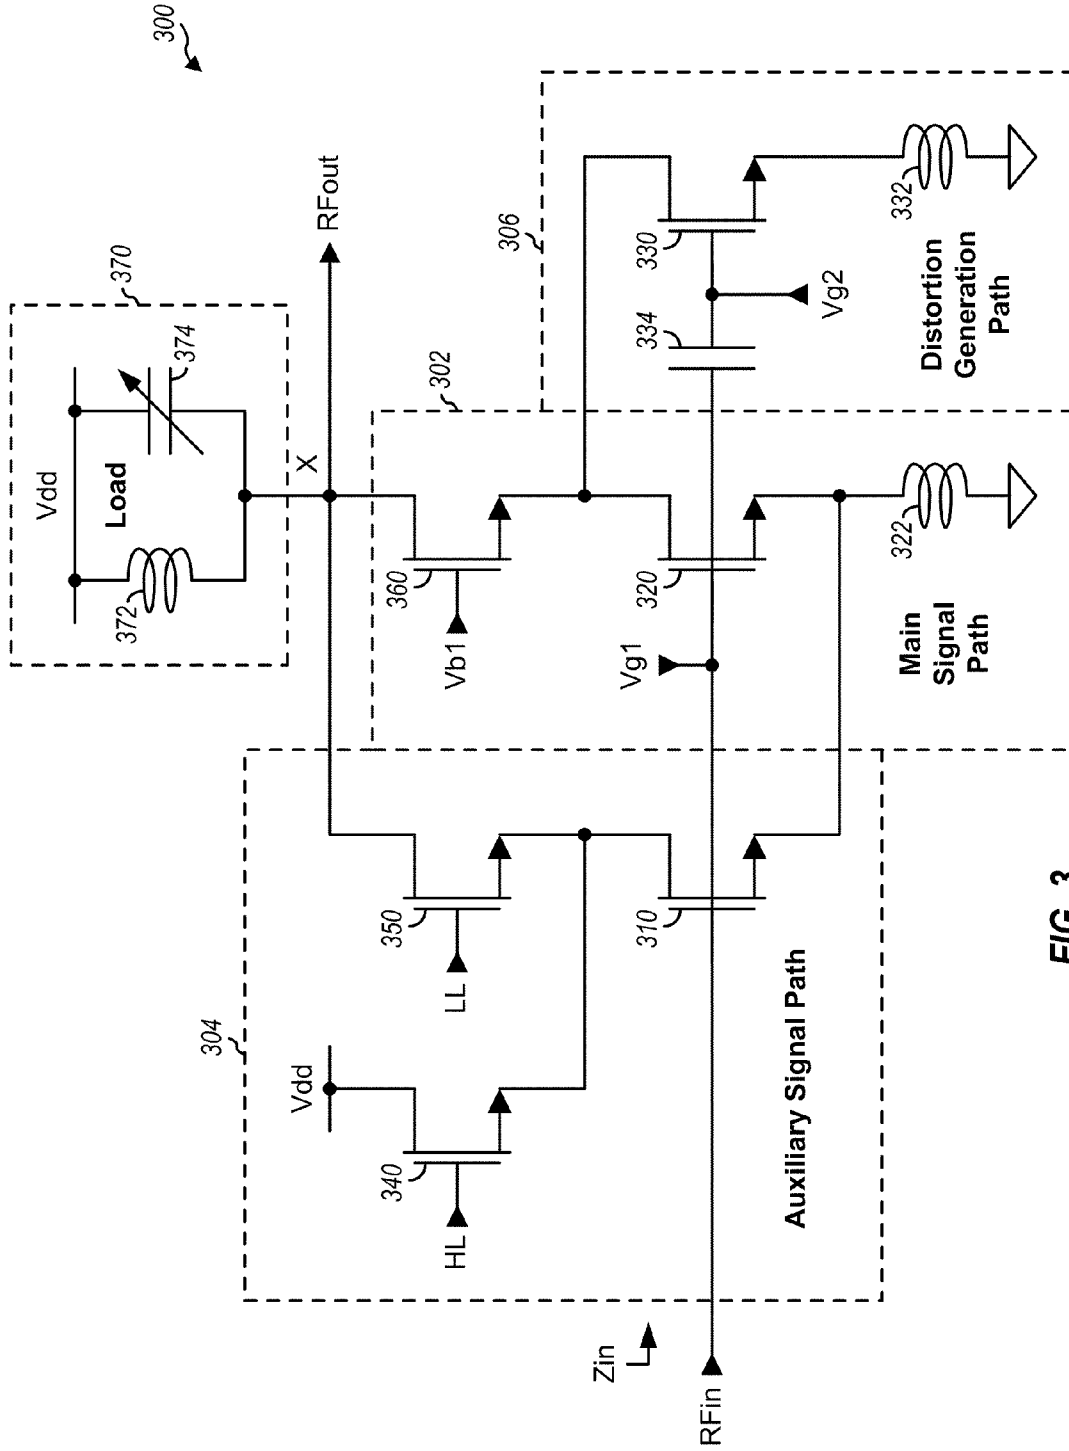 300
370
Vdd
374
Load
372
X
RFout
302
306
304
Vdd
340
HL
350
LL
360
Vb1
310
320
Vg1
334
330
Vg2
322
332
Zin
RFin
Auxiliary Signal Path
Main
Signal
Path
Distortion
Generation
Path
FIG. 3